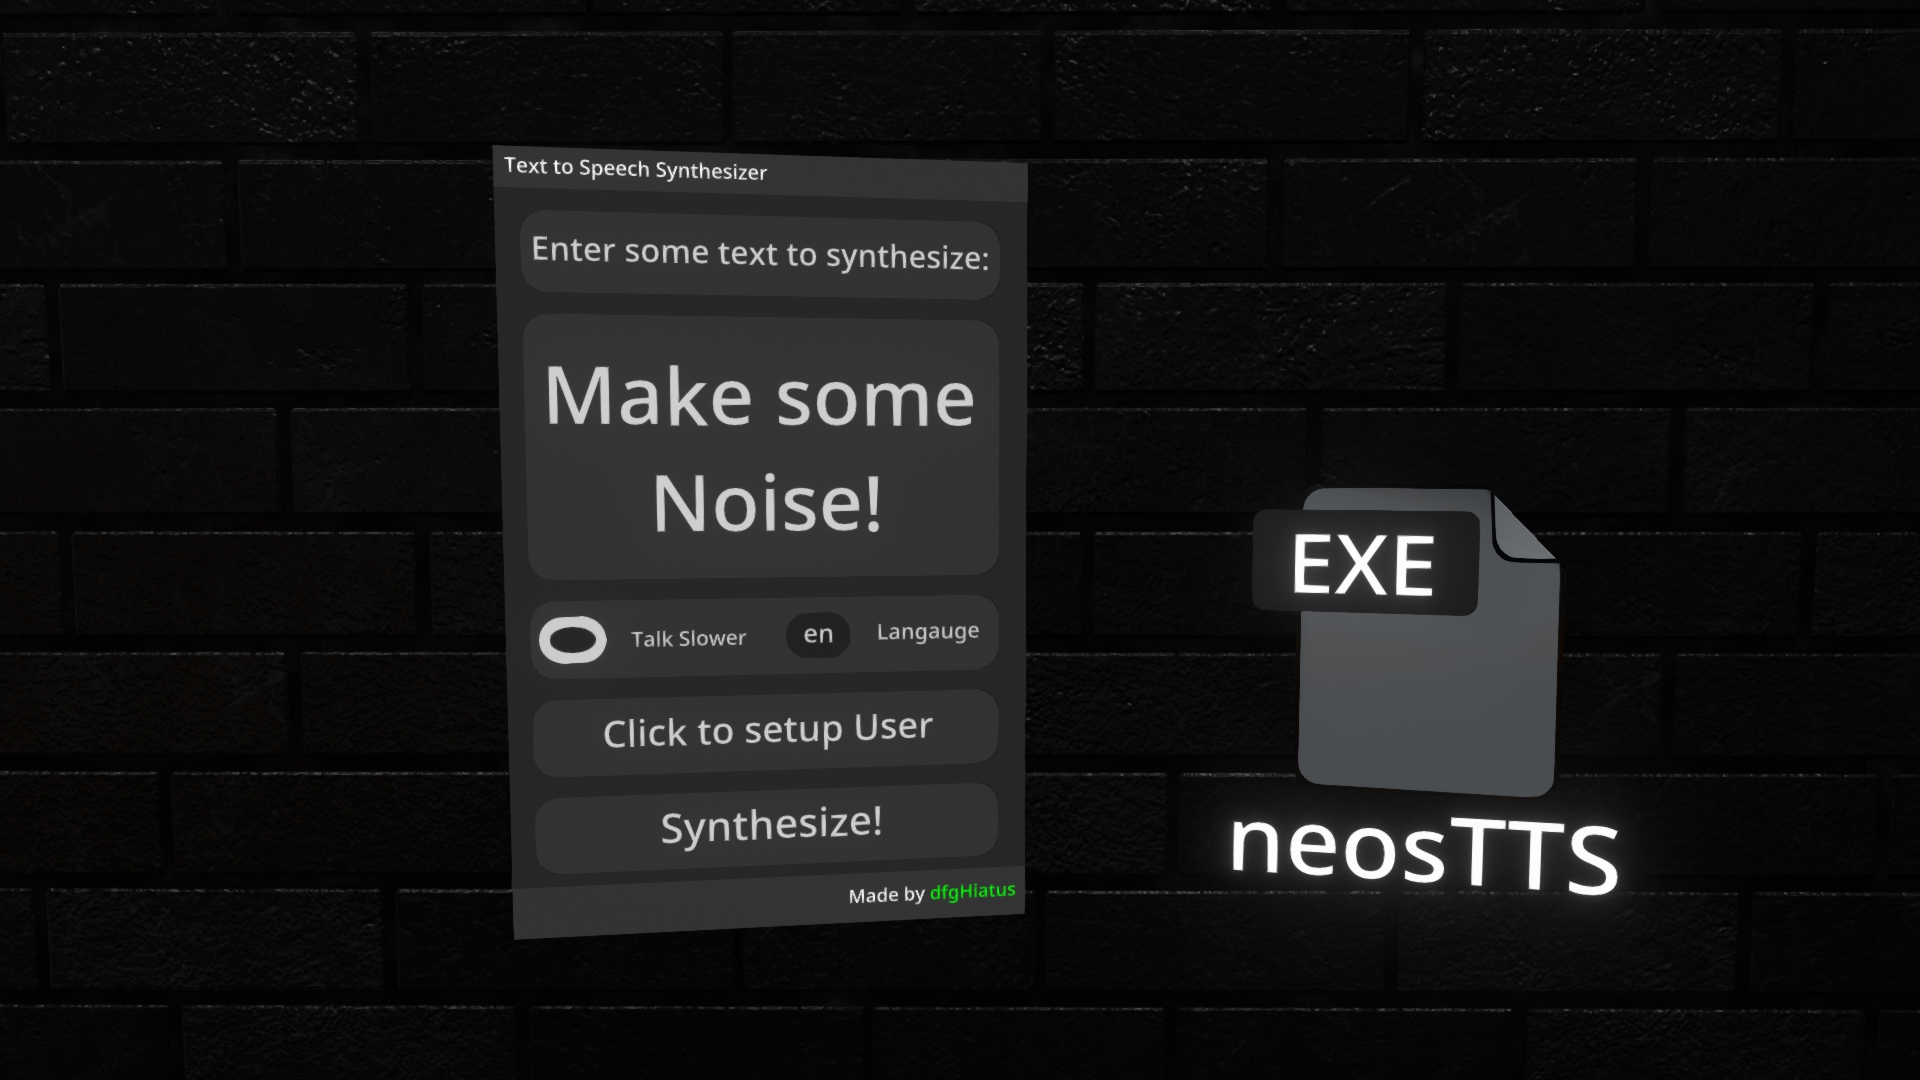 Text to Speech Synthesizer
Enter some text to synthesize:
Make some
Noise!
Talk Slower en Langauge
Click to setup User
Synthesize!
Made by dfgHiatus
EXE
neosTTS